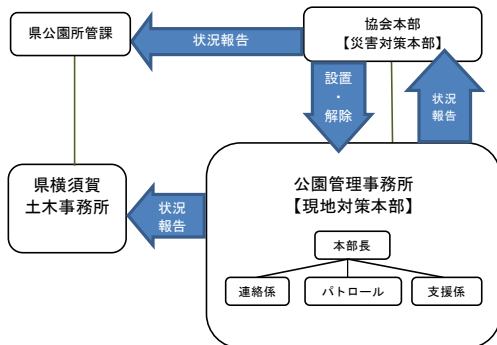 県公園所管課
状況報告
協会本部
【災害対策本部】
設置
・
解除
状況
報告
県横須賀
土木事務所
状況
報告
公園管理事務所
【現地対策本部】
本部長
連絡係
パトロール
支援係